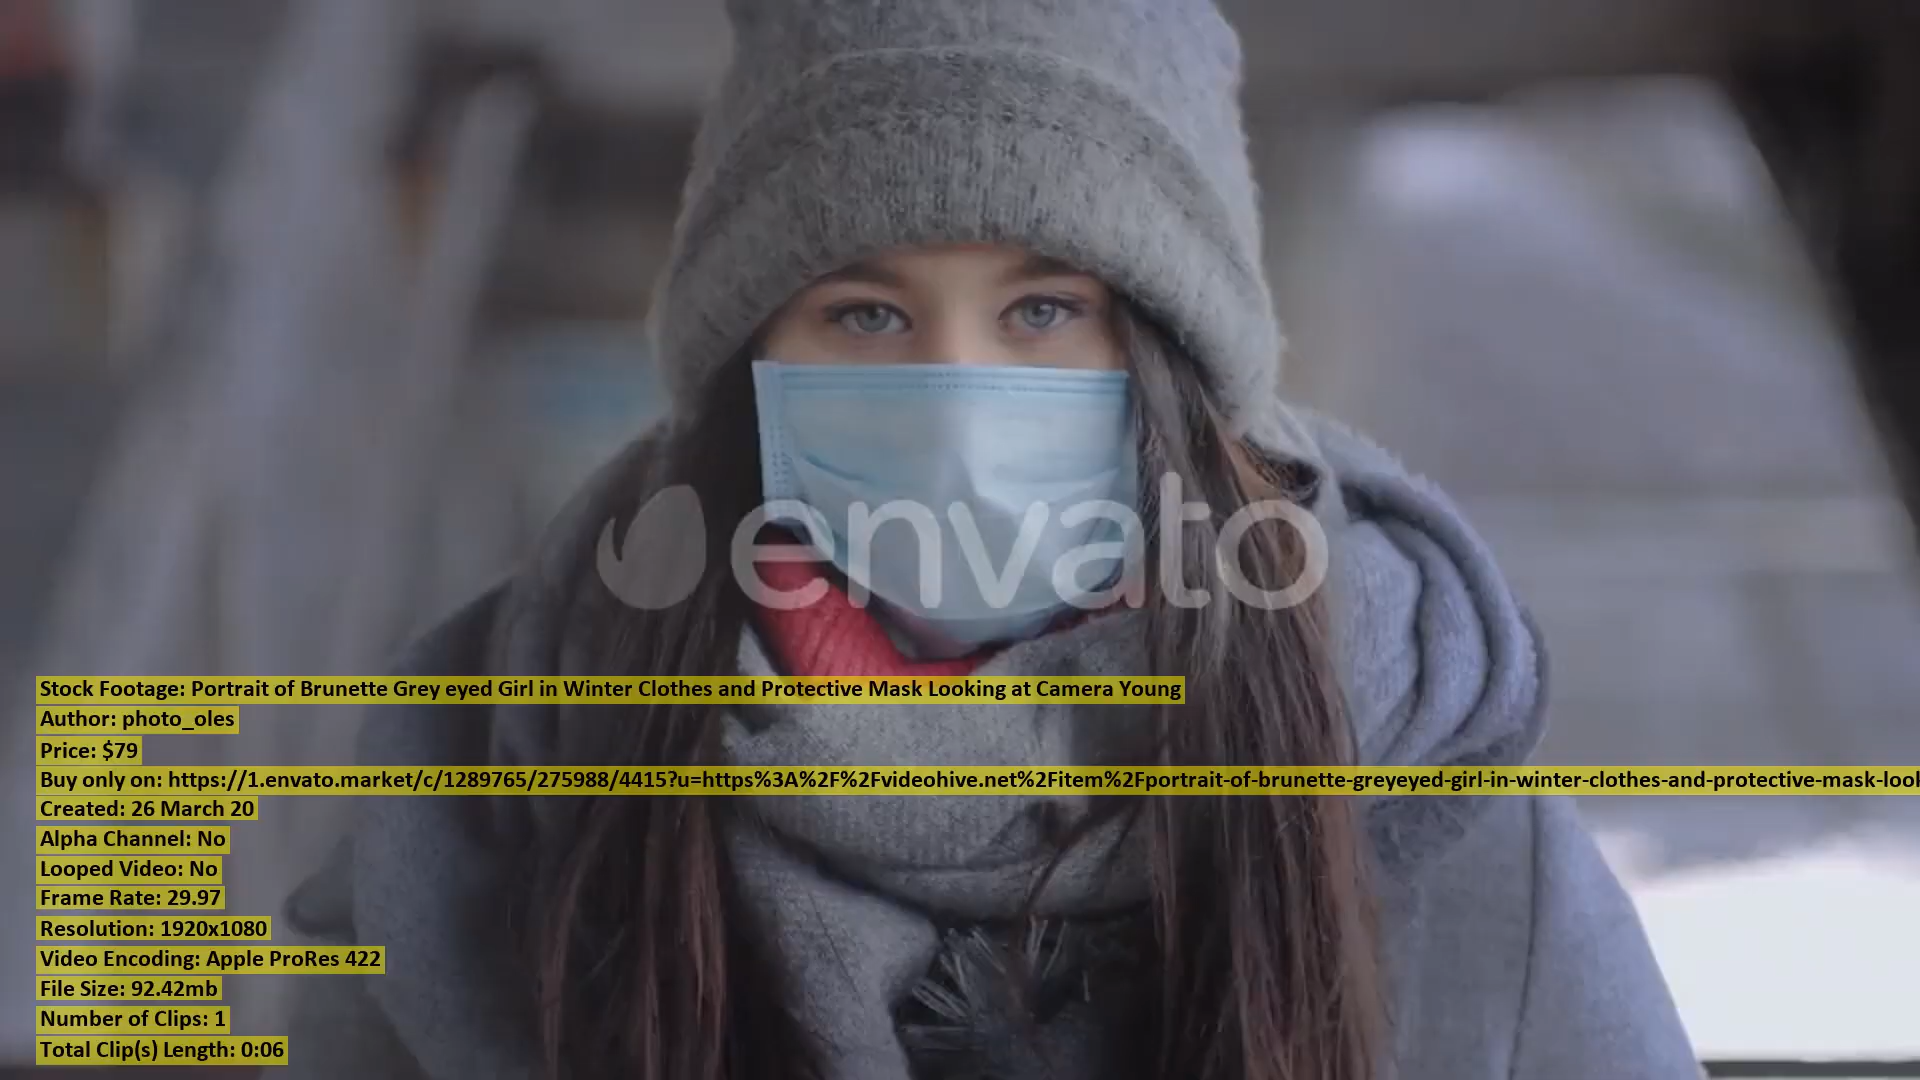 envato
Stock Footage: Portrait of Brunette Grey eyed Girl in Winter Clothes and Protective Mask Looking at Camera Young
Author: photo_oles
Price: $79
Buy only on: https://1.envato.market/c/1289765/275988/4415?u=https%3A%2F%2Fvideohive.net%2Fitem%2Fportrait-of-brunette-greyeyed-girl-in-winter-clothes-and-protective-mask-look
Created: 26 March 20
Alpha Channel: No
Looped Video: No
Frame Rate: 29.97
Resolution: 1920x1080
Video Encoding: Apple ProRes 422
File Size: 92.42mb
Number of Clips: 1
Total Clip(s) Length: 0:06